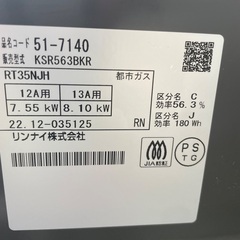 品名コード 51-7140
販売型式 KSR563BKR
RT35NJH 都市ガス
12A用 13A用
7.55 kW 8.10 kW
22.12-035125 RN
リンナイ株式会社
区分名 C
効率56.3 %
区分名 J
効率 180 Wh
JIA認証
PS
TG